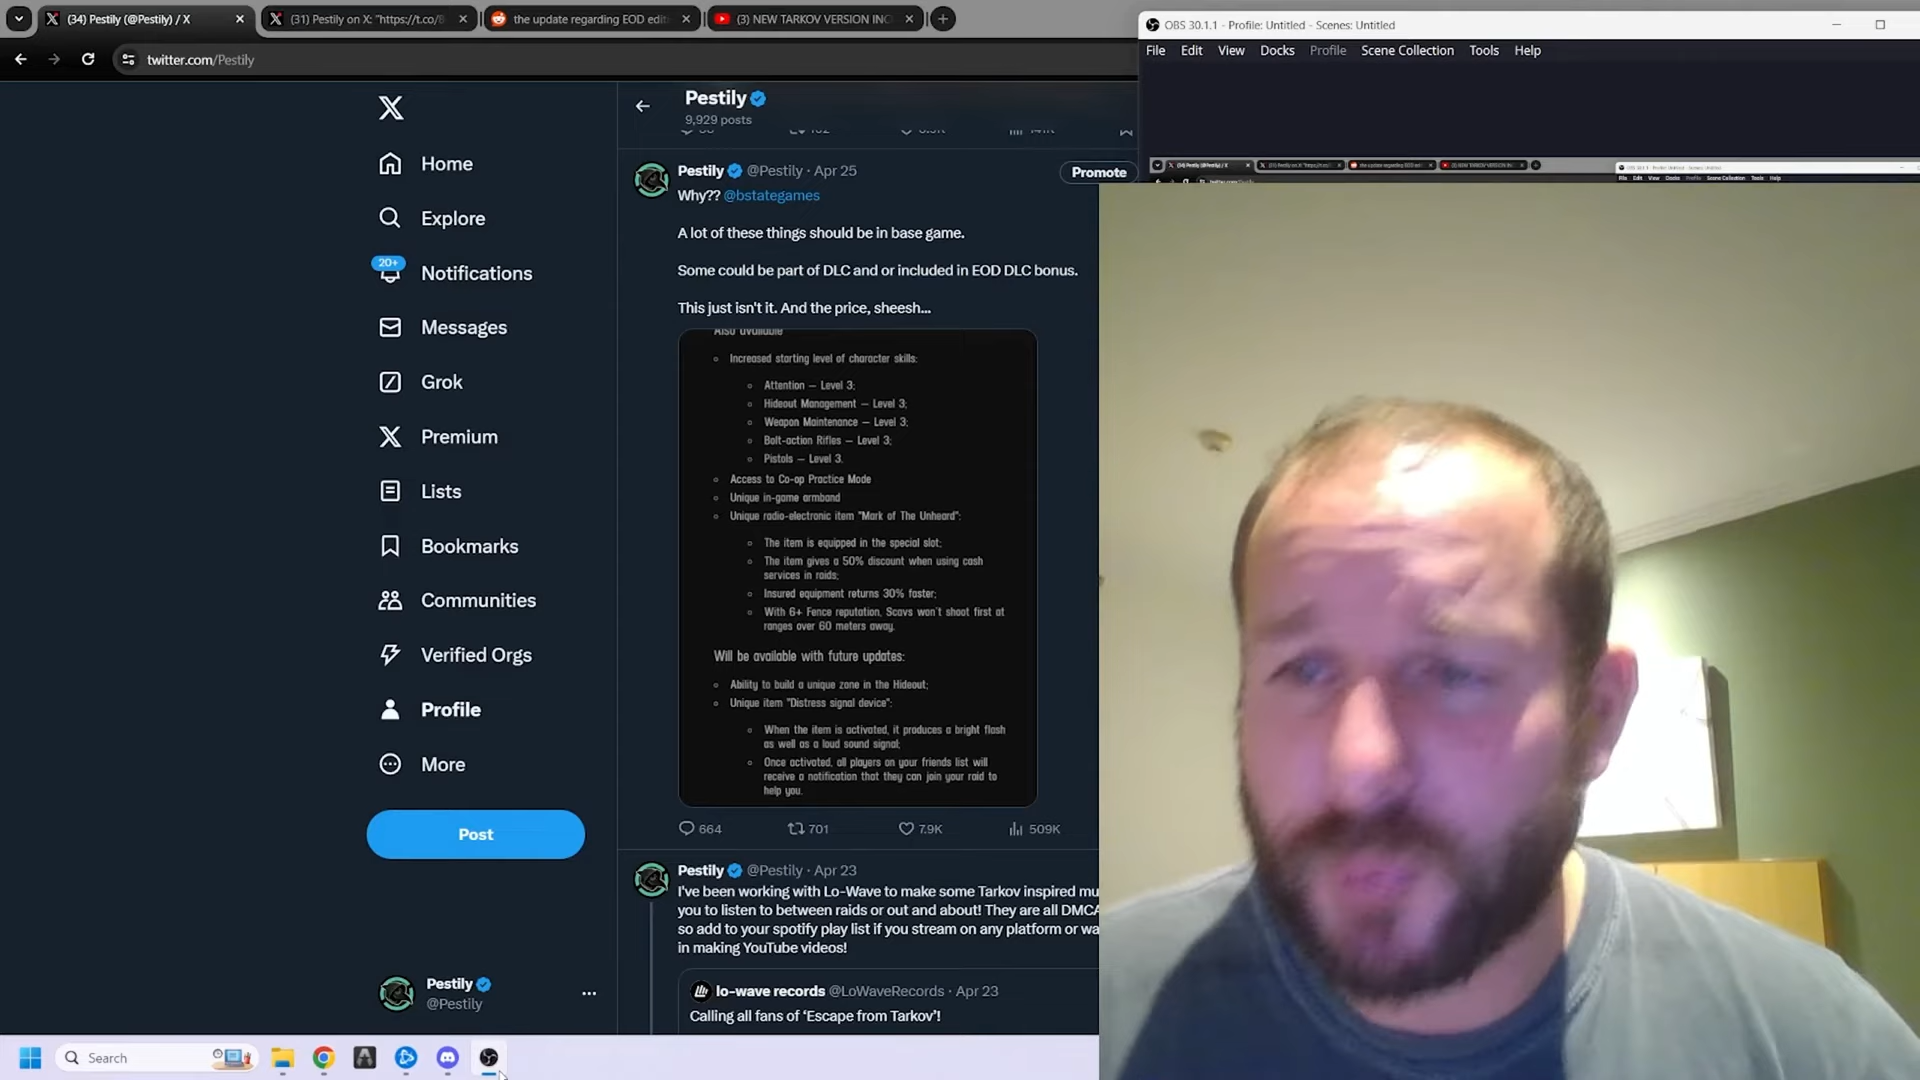 (34) Pestily (@Pestily) / X
(31) Pestily on X: "https://t.co/B
the update regarding EOD edit
(3) NEW TARKOV VERSION INC
OBS 30.1.1 - Profile: Untitled - Scenes: Untitled
File Edit View Docks Profile Scene Collection Tools Help
twitter.com/Pestily
Home
Explore
20+
Notifications
Messages
Grok
Premium
Lists
Bookmarks
Communities
Verified Orgs
Profile
More
Post
Pestily
@Pestily
Pestily
9,929 posts
Pestily @Pestily · Apr 25
Promote
Why?? @bstategames
A lot of these things should be in base game.
Some could be part of DLC and or included in EOD DLC bonus.
This just isn't it. And the price, sheesh...
Also available
Increased starting level of character skills:
Attention – Level 3;
Hideout Management – Level 3;
Weapon Maintenance – Level 3;
Bolt-action Rifles – Level 3;
Pistols – Level 3.
Access to Co-op Practice Mode
Unique in-game armband
Unique radio-electronic item "Mark of The Unheard":
The item is equipped in the special slot;
The item gives a 50% discount when using cash
services in raids;
Insured equipment returns 30% faster;
With 6+ Fence reputation, Scavs won't shoot first at
ranges over 60 meters away.
Will be available with future updates:
Ability to build a unique zone in the Hideout;
Unique item "Distress signal device":
When the item is activated, it produces a bright flash
as well as a loud sound signal;
Once activated, all players on your friends list will
receive a notification that they can join your raid to
help you.
664 701 7.9K 509K
Pestily @Pestily · Apr 23
I've been working with Lo-Wave to make some Tarkov inspired mu
you to listen to between raids or out and about! They are all DMCA
so add to your spotify play list if you stream on any platform or wa
in making YouTube videos!
lo-wave records @LoWaveRecords · Apr 23
Calling all fans of 'Escape from Tarkov'!
Search